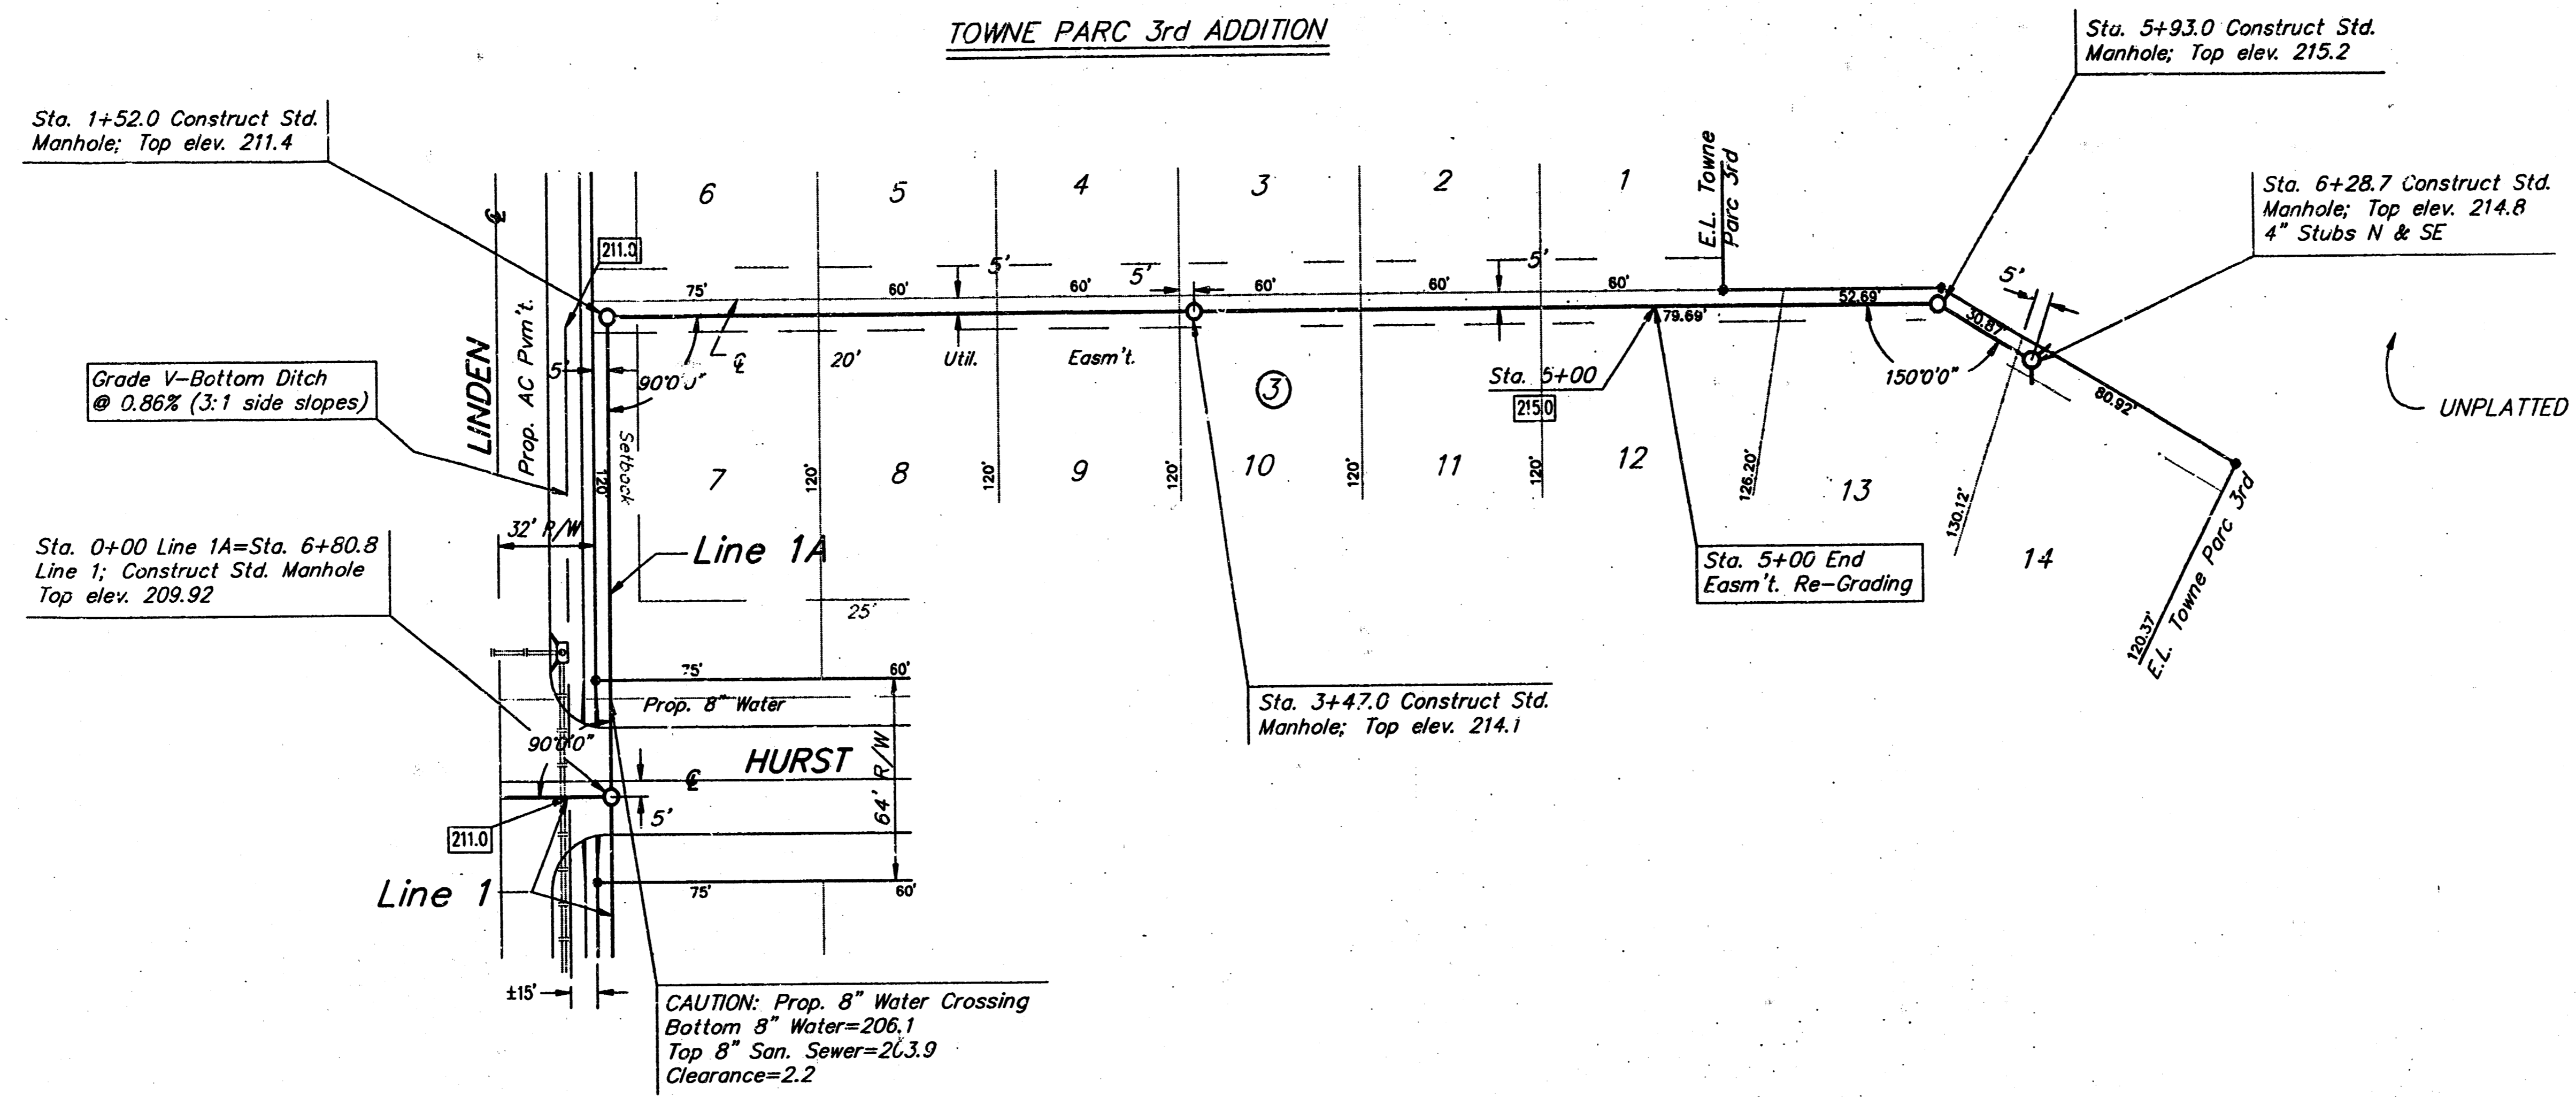 TOWNE PARC 3rd ADDITION
Sta. 5+93.0 Construct Std.
Manhole; Top elev. 215.2
Sta. 1+52.0 Construct Std.
Manhole; Top elev. 211.4
Sta. 6+28.7 Construct Std.
Manhole; Top elev. 214.8
4" Stubs N & SE
E.L. Towne
Parc 3rd
6
5
4
3
2
1
℄
211.0
5'
5'
5'
5'
75'
60'
60'
60'
60'
60'
52.69'
79.69'
30.87'
80.92'
℄
20'
Util.
Easm't.
5'
90°0'0"
150°0'0"
Sta. 5+00
215.0
3
UNPLATTED
Grade V-Bottom Ditch
@ 0.86% (3:1 side slopes)
LINDEN
Prop. AC Pvm't.
Setback
120'
7
8
9
10
11
12
13
14
120'
120'
120'
120'
120'
126.20'
130.12'
120.37'
E.L. Towne Parc 3rd
32' R/W
Line 1A
Sta. 0+00 Line 1A=Sta. 6+80.8
Line 1; Construct Std. Manhole
Top elev. 209.92
Sta. 5+00 End
Easm't. Re-Grading
25'
75'
60'
Prop. 8" Water
Sta. 3+47.0 Construct Std.
Manhole; Top elev. 214.1
90°0'0"
HURST
℄
64' R/W
5'
211.0
Line 1
75'
60'
±15'
CAUTION: Prop. 8" Water Crossing
Bottom 8" Water=206.1
Top 8" San. Sewer=203.9
Clearance=2.2